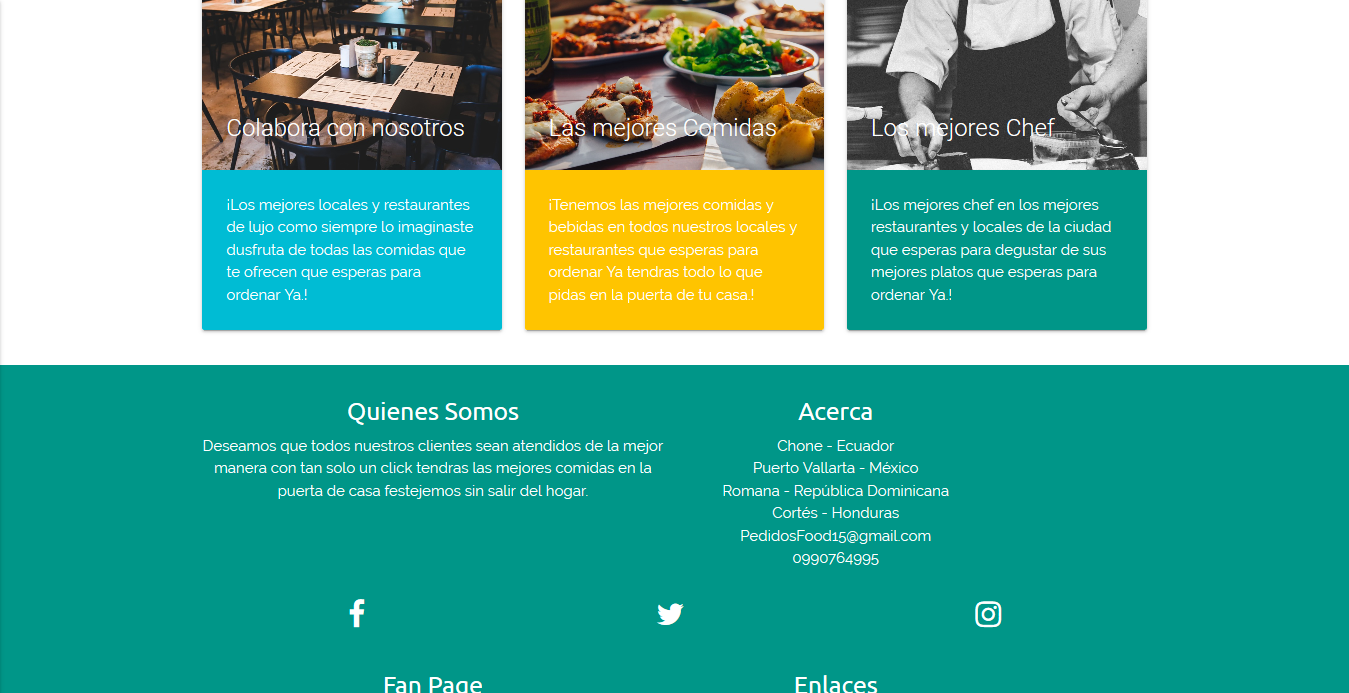 Colabora con nosotros
¡Los mejores locales y restaurantes
de lujo como siempre lo imaginaste
dusfruta de todas las comidas que
te ofrecen que esperas para
ordenar Ya.!
Las mejores Comidas
¡Tenemos las mejores comidas y
bebidas en todos nuestros locales y
restaurantes que esperas para
ordenar Ya tendras todo lo que
pidas en la puerta de tu casa.!
Los mejores Chef
¡Los mejores chef en los mejores
restaurantes y locales de la ciudad
que esperas para degustar de sus
mejores platos que esperas para
ordenar Ya.!
Quienes Somos
Deseamos que todos nuestros clientes sean atendidos de la mejor
manera con tan solo un click tendras las mejores comidas en la
puerta de casa festejemos sin salir del hogar.
Acerca
Chone - Ecuador
Puerto Vallarta - México
Romana - República Dominicana
Cortés - Honduras
PedidosFood15@gmail.com
0990764995
Fan Page
Enlaces